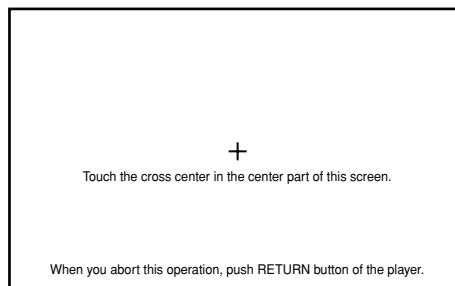 Touch the cross center in the center part of this screen.
When you abort this operation, push RETURN button of the player.